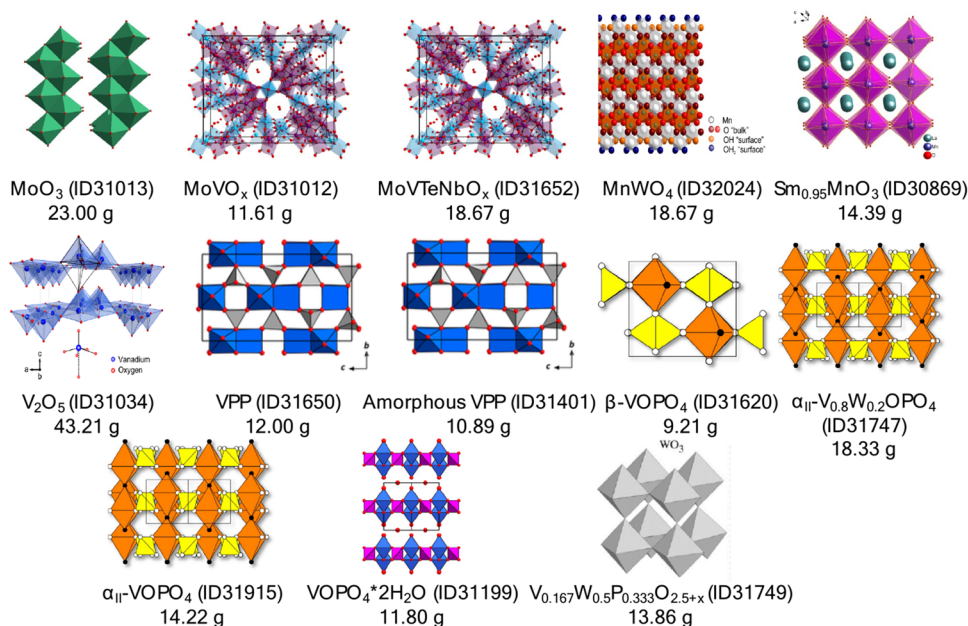 Mn
O "bulk"
OH "surface"
OH₂ "surface"
Mn
O
MoO₃ (ID31013)
23.00 g
MoVOₓ (ID31012)
11.61 g
MoVTeNbOₓ (ID31652)
18.67 g
MnWO₄ (ID32024)
18.67 g
Sm₀.₉₅MnO₃ (ID30869)
14.39 g
c
a
b
Vanadium
Oxygen
b
c
b
c
V₂O₅ (ID31034)
43.21 g
VPP (ID31650)
12.00 g
Amorphous VPP (ID31401)
10.89 g
β-VOPO₄ (ID31620)
9.21 g
α_II-V₀.₈W₀.₂OPO₄
(ID31747)
18.33 g
WO₃
α_II-VOPO₄ (ID31915)
14.22 g
VOPO₄*2H₂O (ID31199)
11.80 g
V₀.₁₆₇W₀.₅P₀.₃₃₃O₂.₅₊ₓ (ID31749)
13.86 g